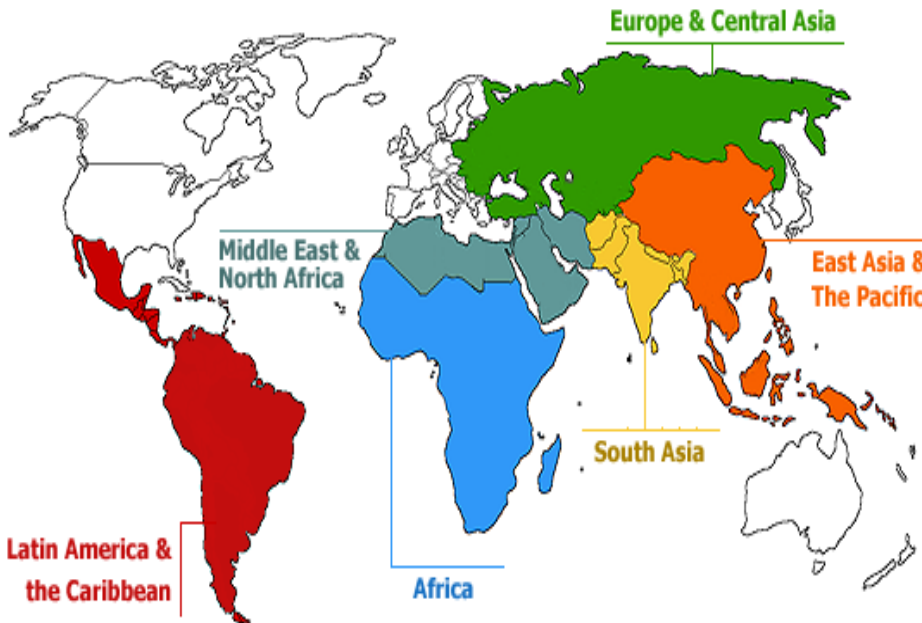 Europe & Central Asia
Middle East &
North Africa
East Asia &
The Pacific
South Asia
Latin America &
the Caribbean
Africa